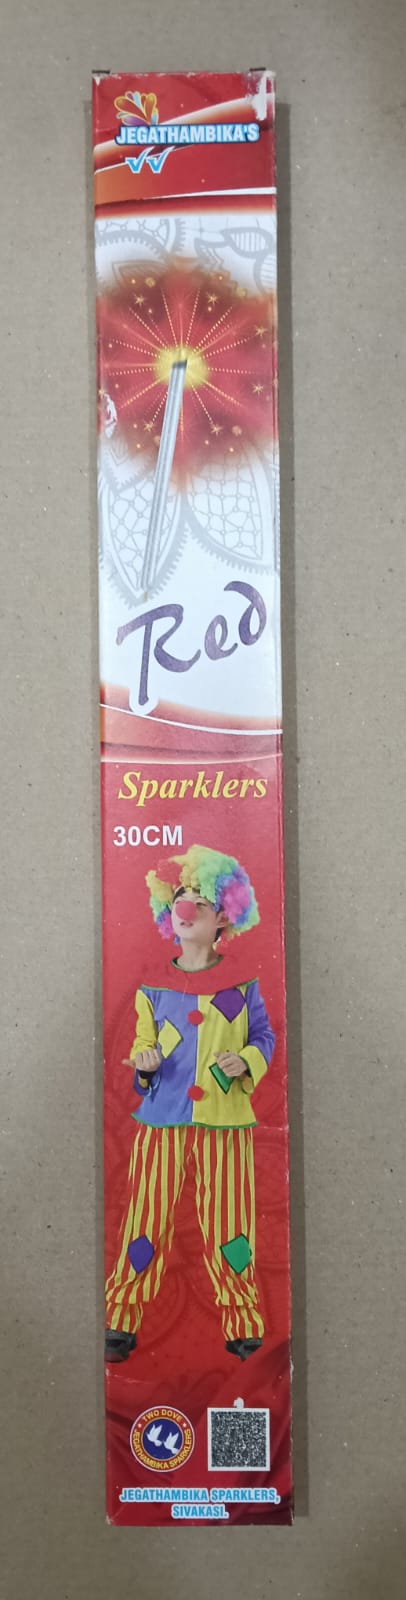 JEGATHAMBIKA'S
Red
Sparklers
30CM
TWO DOVE
JEGATHAMBIKA SPARKLERS
JEGATHAMBIKA SPARKLERS,
SIVAKASI.